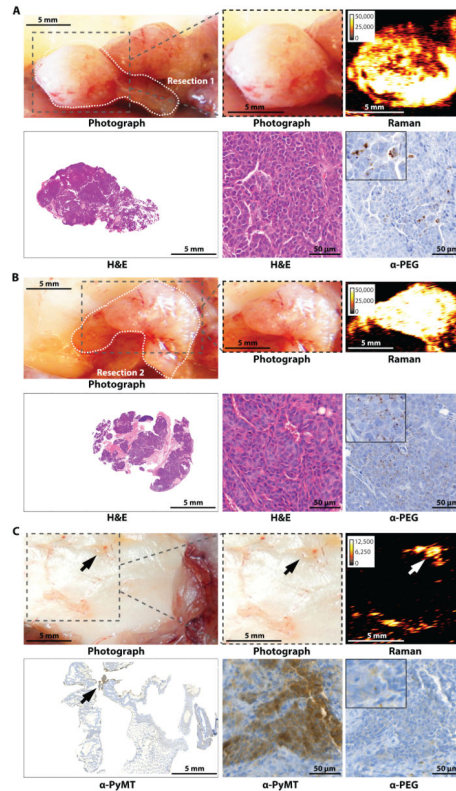 A
5 mm
Resection 1
5 mm
50,000
25,000
0
5 mm
Photograph
Photograph
Raman
5 mm
50 µm
50 µm
H&E
H&E
α-PEG
B
5 mm
Resection 2
5 mm
50,000
25,000
0
5 mm
Photograph
Photograph
Raman
5 mm
50 µm
50 µm
H&E
H&E
α-PEG
C
5 mm
5 mm
12,500
6,250
0
5 mm
Photograph
Photograph
Raman
5 mm
50 µm
50 µm
α-PyMT
α-PyMT
α-PEG